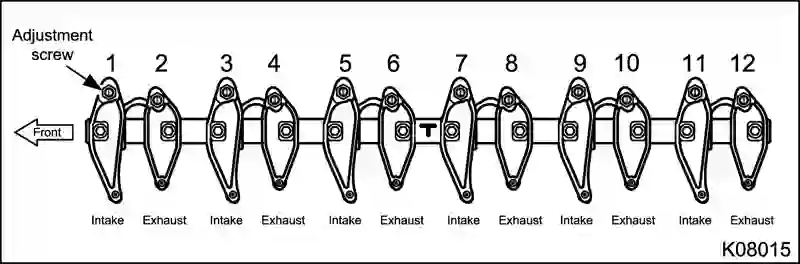 Adjustment
screw
1 2 3 4 5 6 7 8 9 10 11 12
Front
T
Intake Exhaust Intake Exhaust Intake Exhaust Intake Exhaust Intake Exhaust Intake Exhaust
K08015